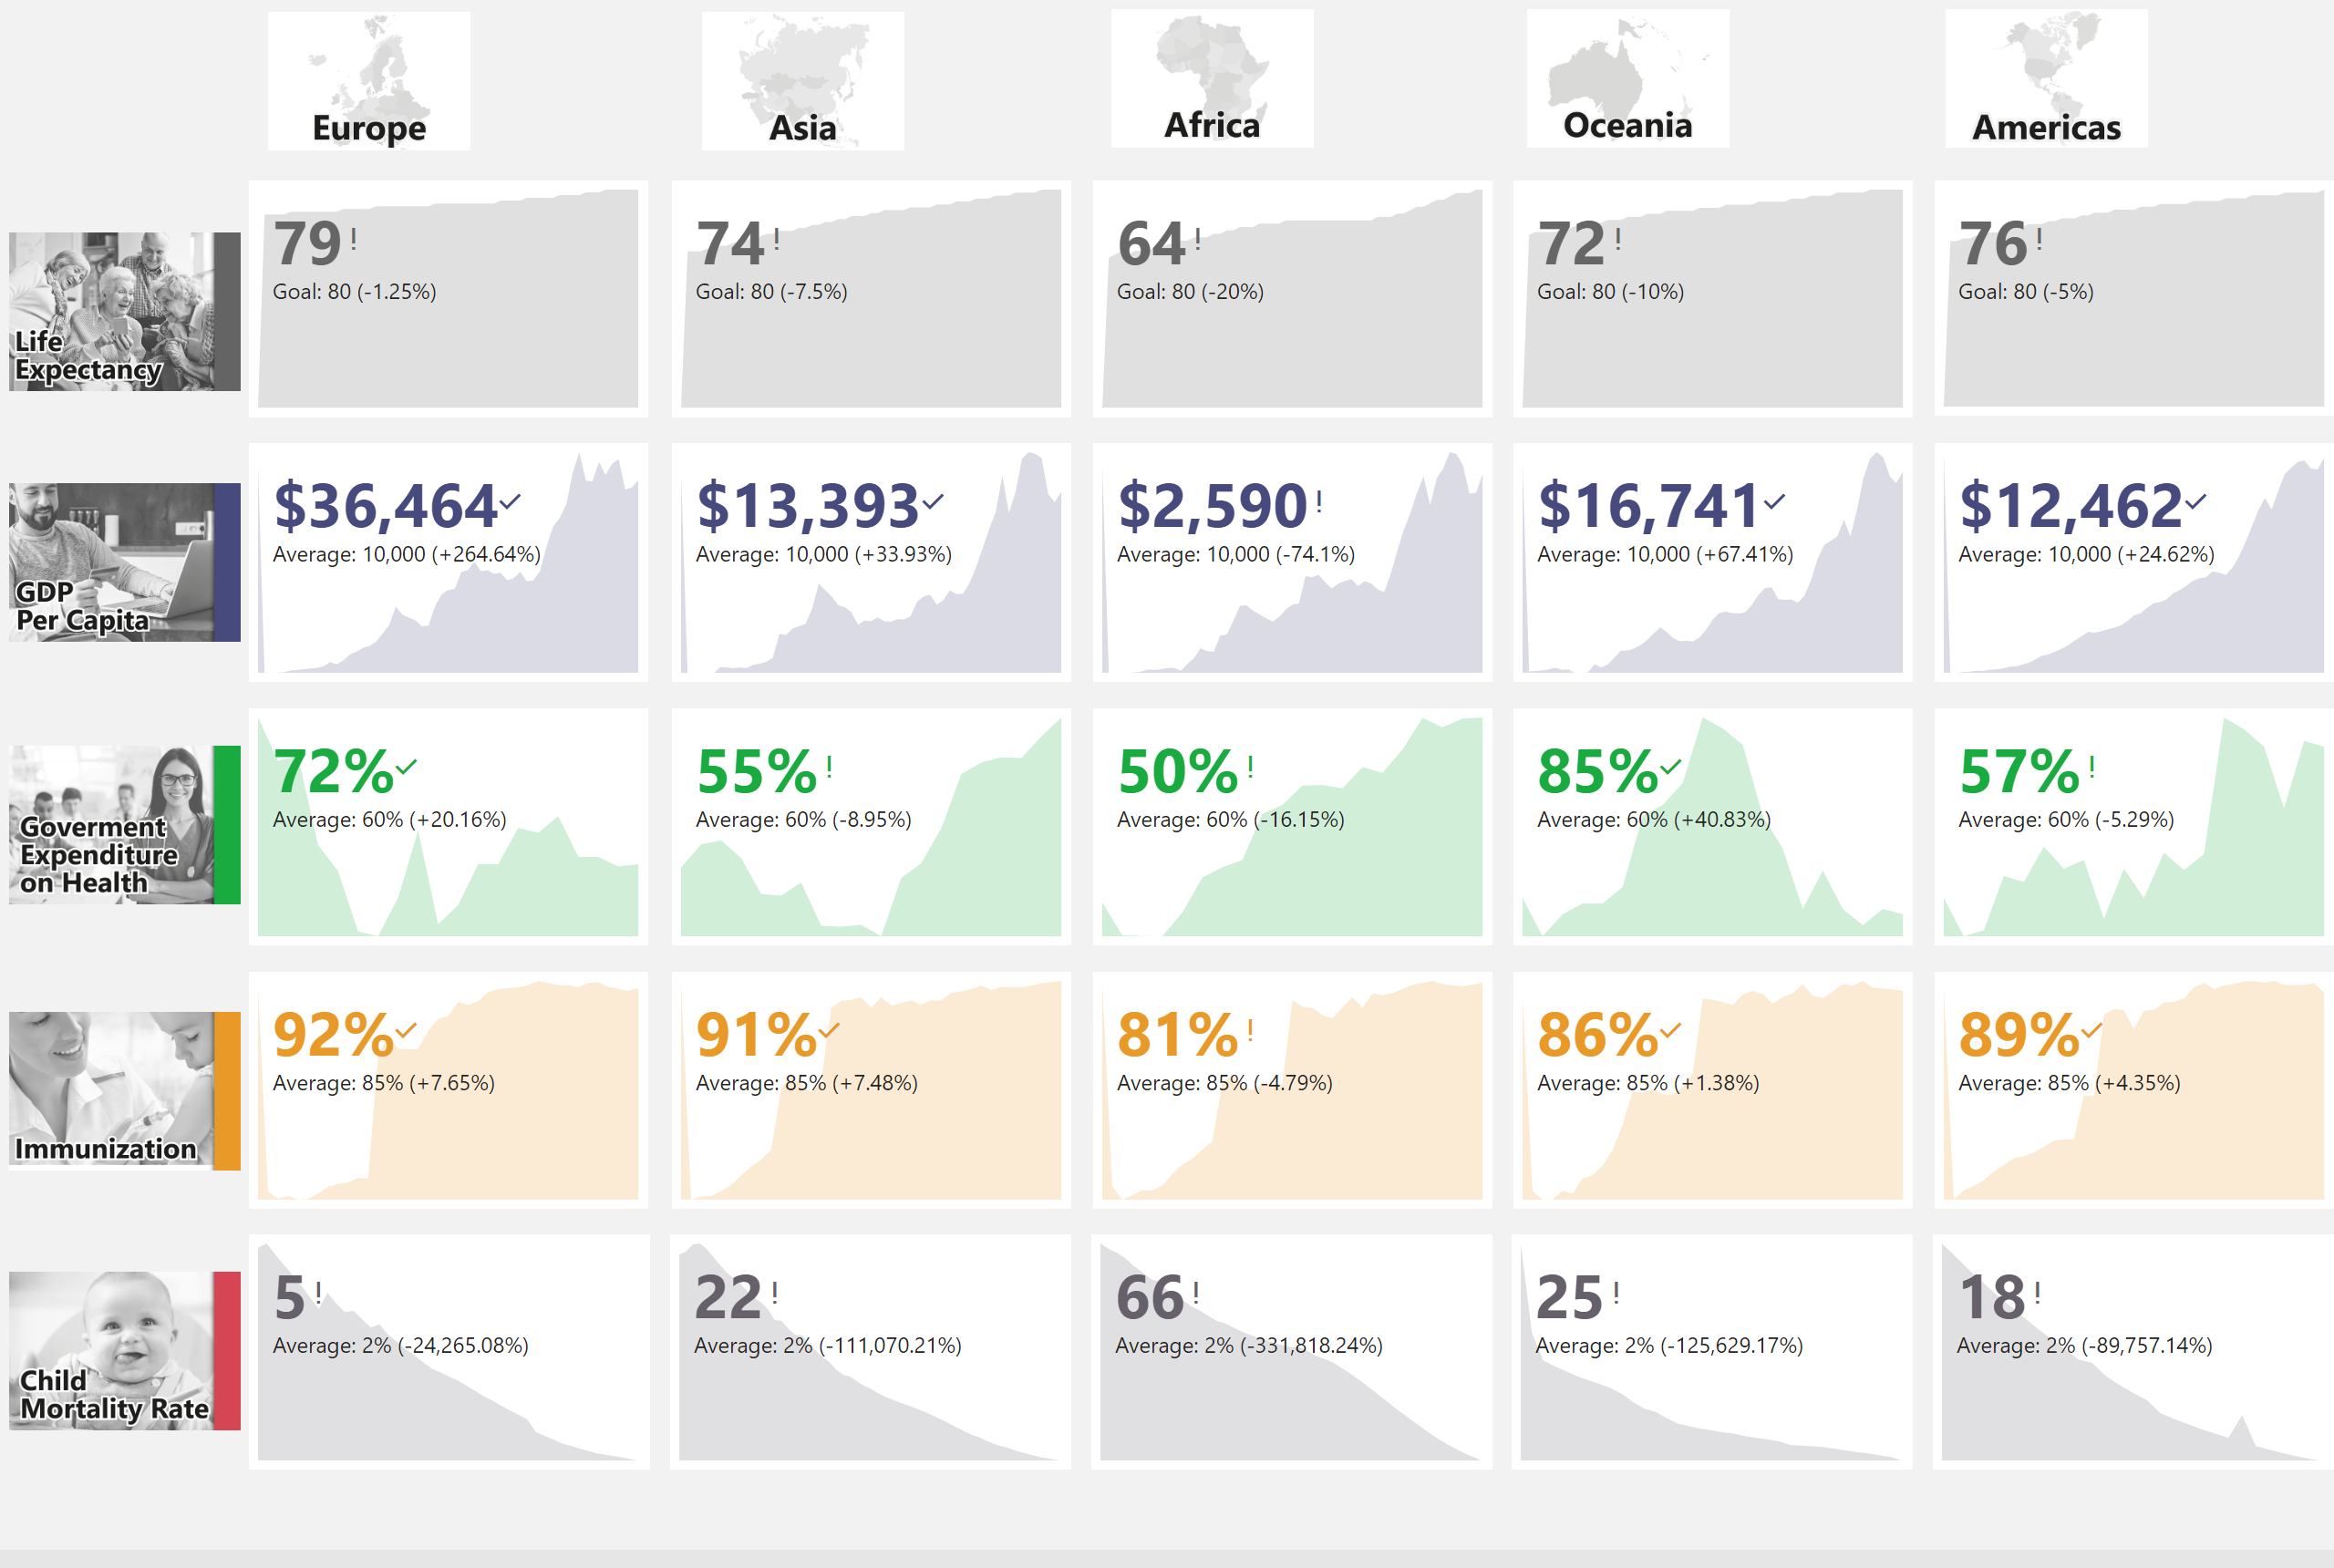 Europe
Asia
Africa
Oceania
Americas
Life
Expectancy
79 !
Goal: 80 (-1.25%)
74 !
Goal: 80 (-7.5%)
64 !
Goal: 80 (-20%)
72 !
Goal: 80 (-10%)
76 !
Goal: 80 (-5%)
GDP
Per Capita
$36,464✓
Average: 10,000 (+264.64%)
$13,393✓
Average: 10,000 (+33.93%)
$2,590 !
Average: 10,000 (-74.1%)
$16,741✓
Average: 10,000 (+67.41%)
$12,462✓
Average: 10,000 (+24.62%)
Goverment
Expenditure
on Health
72%✓
Average: 60% (+20.16%)
55% !
Average: 60% (-8.95%)
50% !
Average: 60% (-16.15%)
85%✓
Average: 60% (+40.83%)
57% !
Average: 60% (-5.29%)
Immunization
92%✓
Average: 85% (+7.65%)
91%✓
Average: 85% (+7.48%)
81% !
Average: 85% (-4.79%)
86%✓
Average: 85% (+1.38%)
89%✓
Average: 85% (+4.35%)
Child
Mortality Rate
5 !
Average: 2% (-24,265.08%)
22 !
Average: 2% (-111,070.21%)
66 !
Average: 2% (-331,818.24%)
25 !
Average: 2% (-125,629.17%)
18 !
Average: 2% (-89,757.14%)